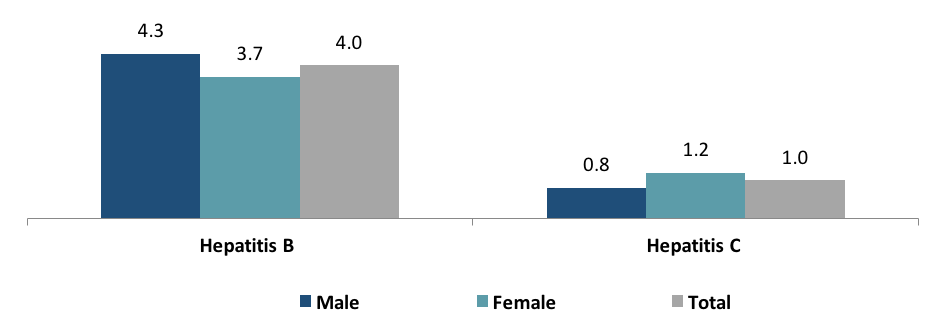 4.3
3.7
4.0
0.8
1.2
1.0
Hepatitis B
Hepatitis C
Male
Female
Total